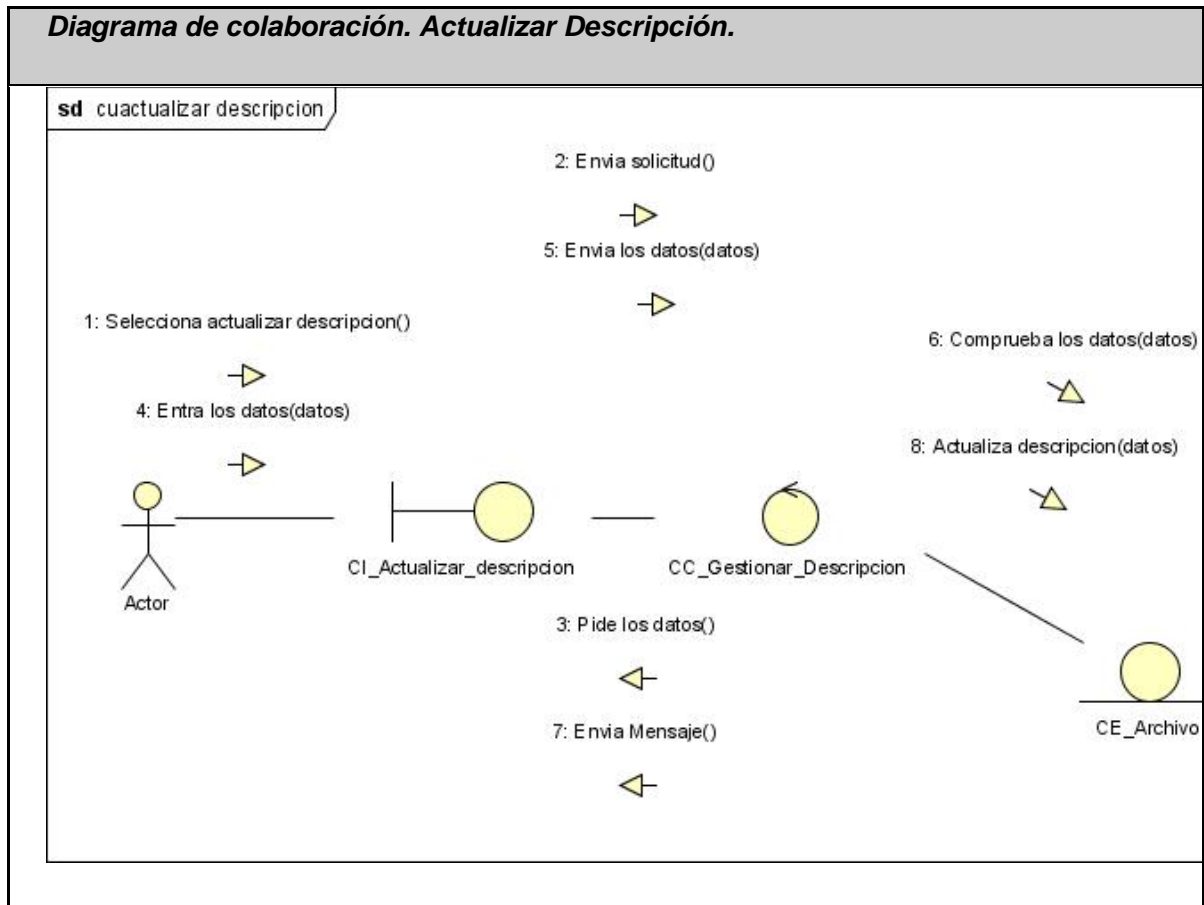 Diagrama de colaboración. Actualizar Descripción.
sd cuactualizar descripcion
2: Envia solicitud()
5: Envia los datos(datos)
1: Selecciona actualizar descripcion()
6: Comprueba los datos(datos)
4: Entra los datos(datos)
8: Actualiza descripcion(datos)
CI_Actualizar_descripcion
CC_Gestionar_Descripcion
Actor
3: Pide los datos()
7: Envia Mensaje()
CE_Archivo